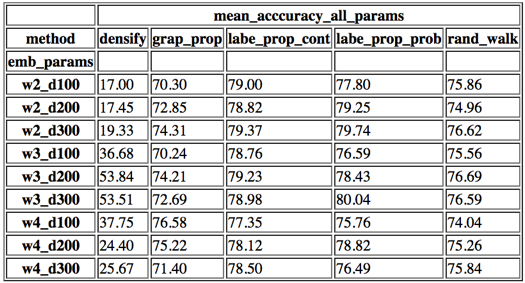 mean_acccuracy_all_params
method densify grap_prop labe_prop_cont labe_prop_prob rand_walk
emb_params
w2_d100 17.00 70.30 79.00 77.80 75.86
w2_d200 17.45 72.85 78.82 79.25 74.96
w2_d300 19.33 74.31 79.37 79.74 76.62
w3_d100 36.68 70.24 78.76 76.59 75.56
w3_d200 53.84 74.21 79.23 78.43 76.69
w3_d300 53.51 72.69 78.98 80.04 76.59
w4_d100 37.75 76.58 77.35 75.76 74.04
w4_d200 24.40 75.22 78.12 78.82 75.26
w4_d300 25.67 71.40 78.50 76.49 75.84